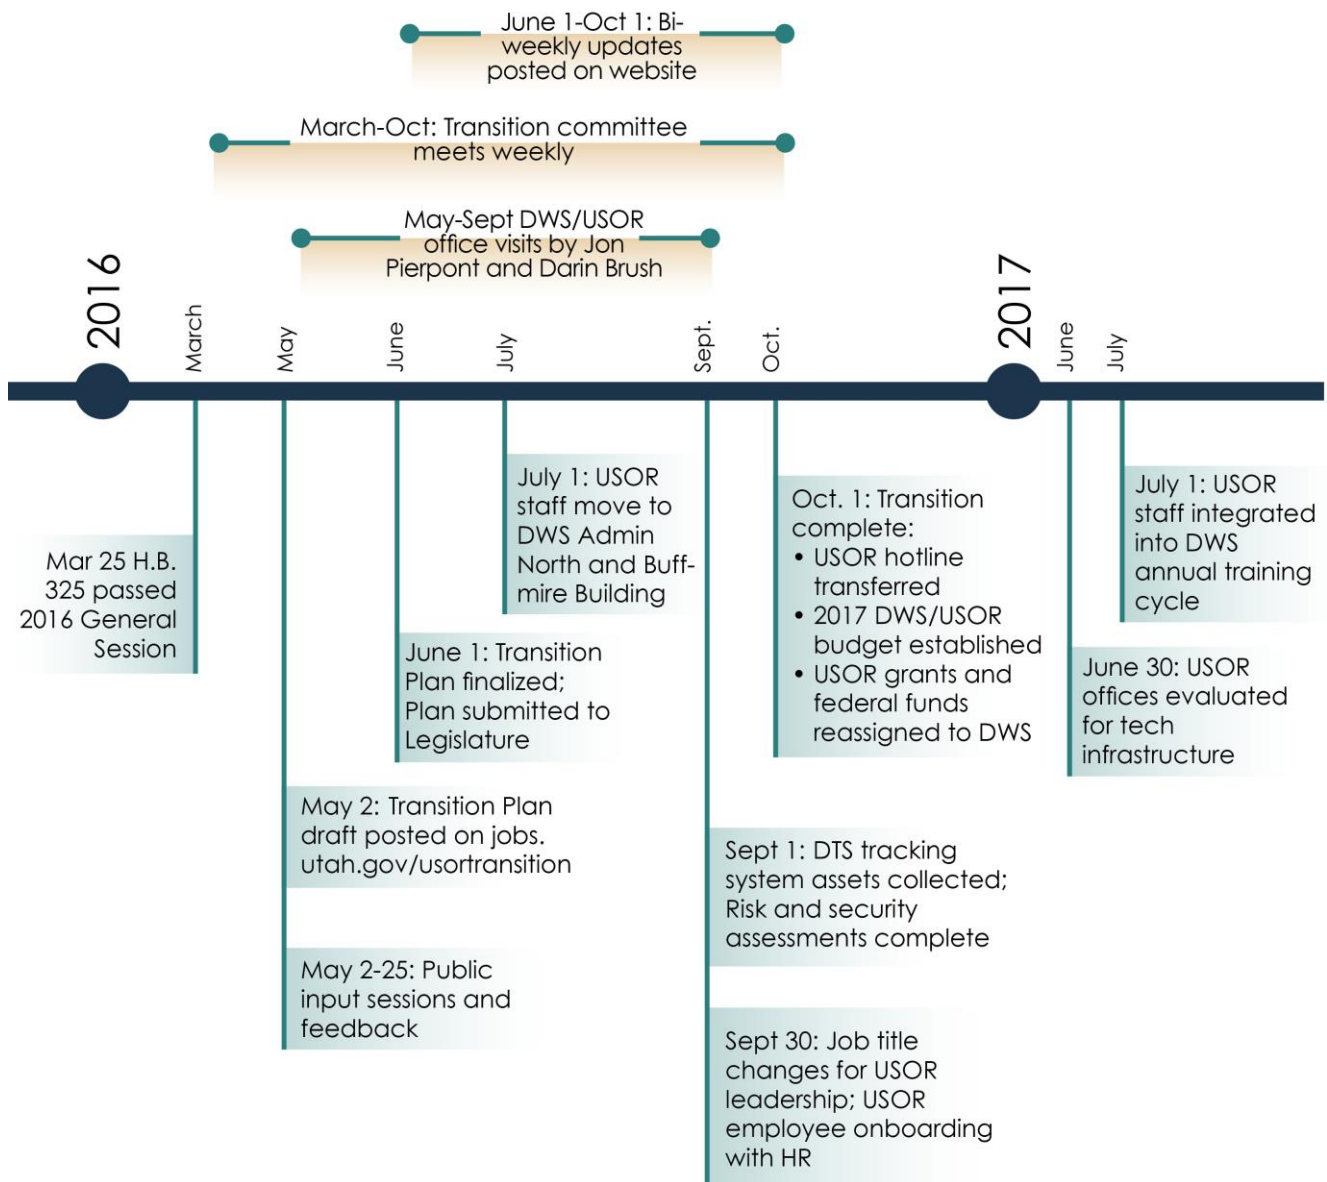 June 1-Oct 1: Bi-
weekly updates
posted on website
March-Oct: Transition committee
meets weekly
May-Sept DWS/USOR
office visits by Jon
Pierpont and Darin Brush
2016
March
May
June
July
Sept.
Oct.
2017
June
July
Mar 25 H.B.
325 passed
2016 General
Session
July 1: USOR
staff move to
DWS Admin
North and Buff-
mire Building
June 1: Transition
Plan finalized;
Plan submitted to
Legislature
May 2: Transition Plan
draft posted on jobs.
utah.gov/usortransition
May 2-25: Public
input sessions and
feedback
Oct. 1: Transition
complete:
• USOR hotline
transferred
• 2017 DWS/USOR
budget established
• USOR grants and
federal funds
reassigned to DWS
Sept 1: DTS tracking
system assets collected;
Risk and security
assessments complete
Sept 30: Job title
changes for USOR
leadership; USOR
employee onboarding
with HR
July 1: USOR
staff integrated
into DWS
annual training
cycle
June 30: USOR
offices evaluated
for tech
infrastructure